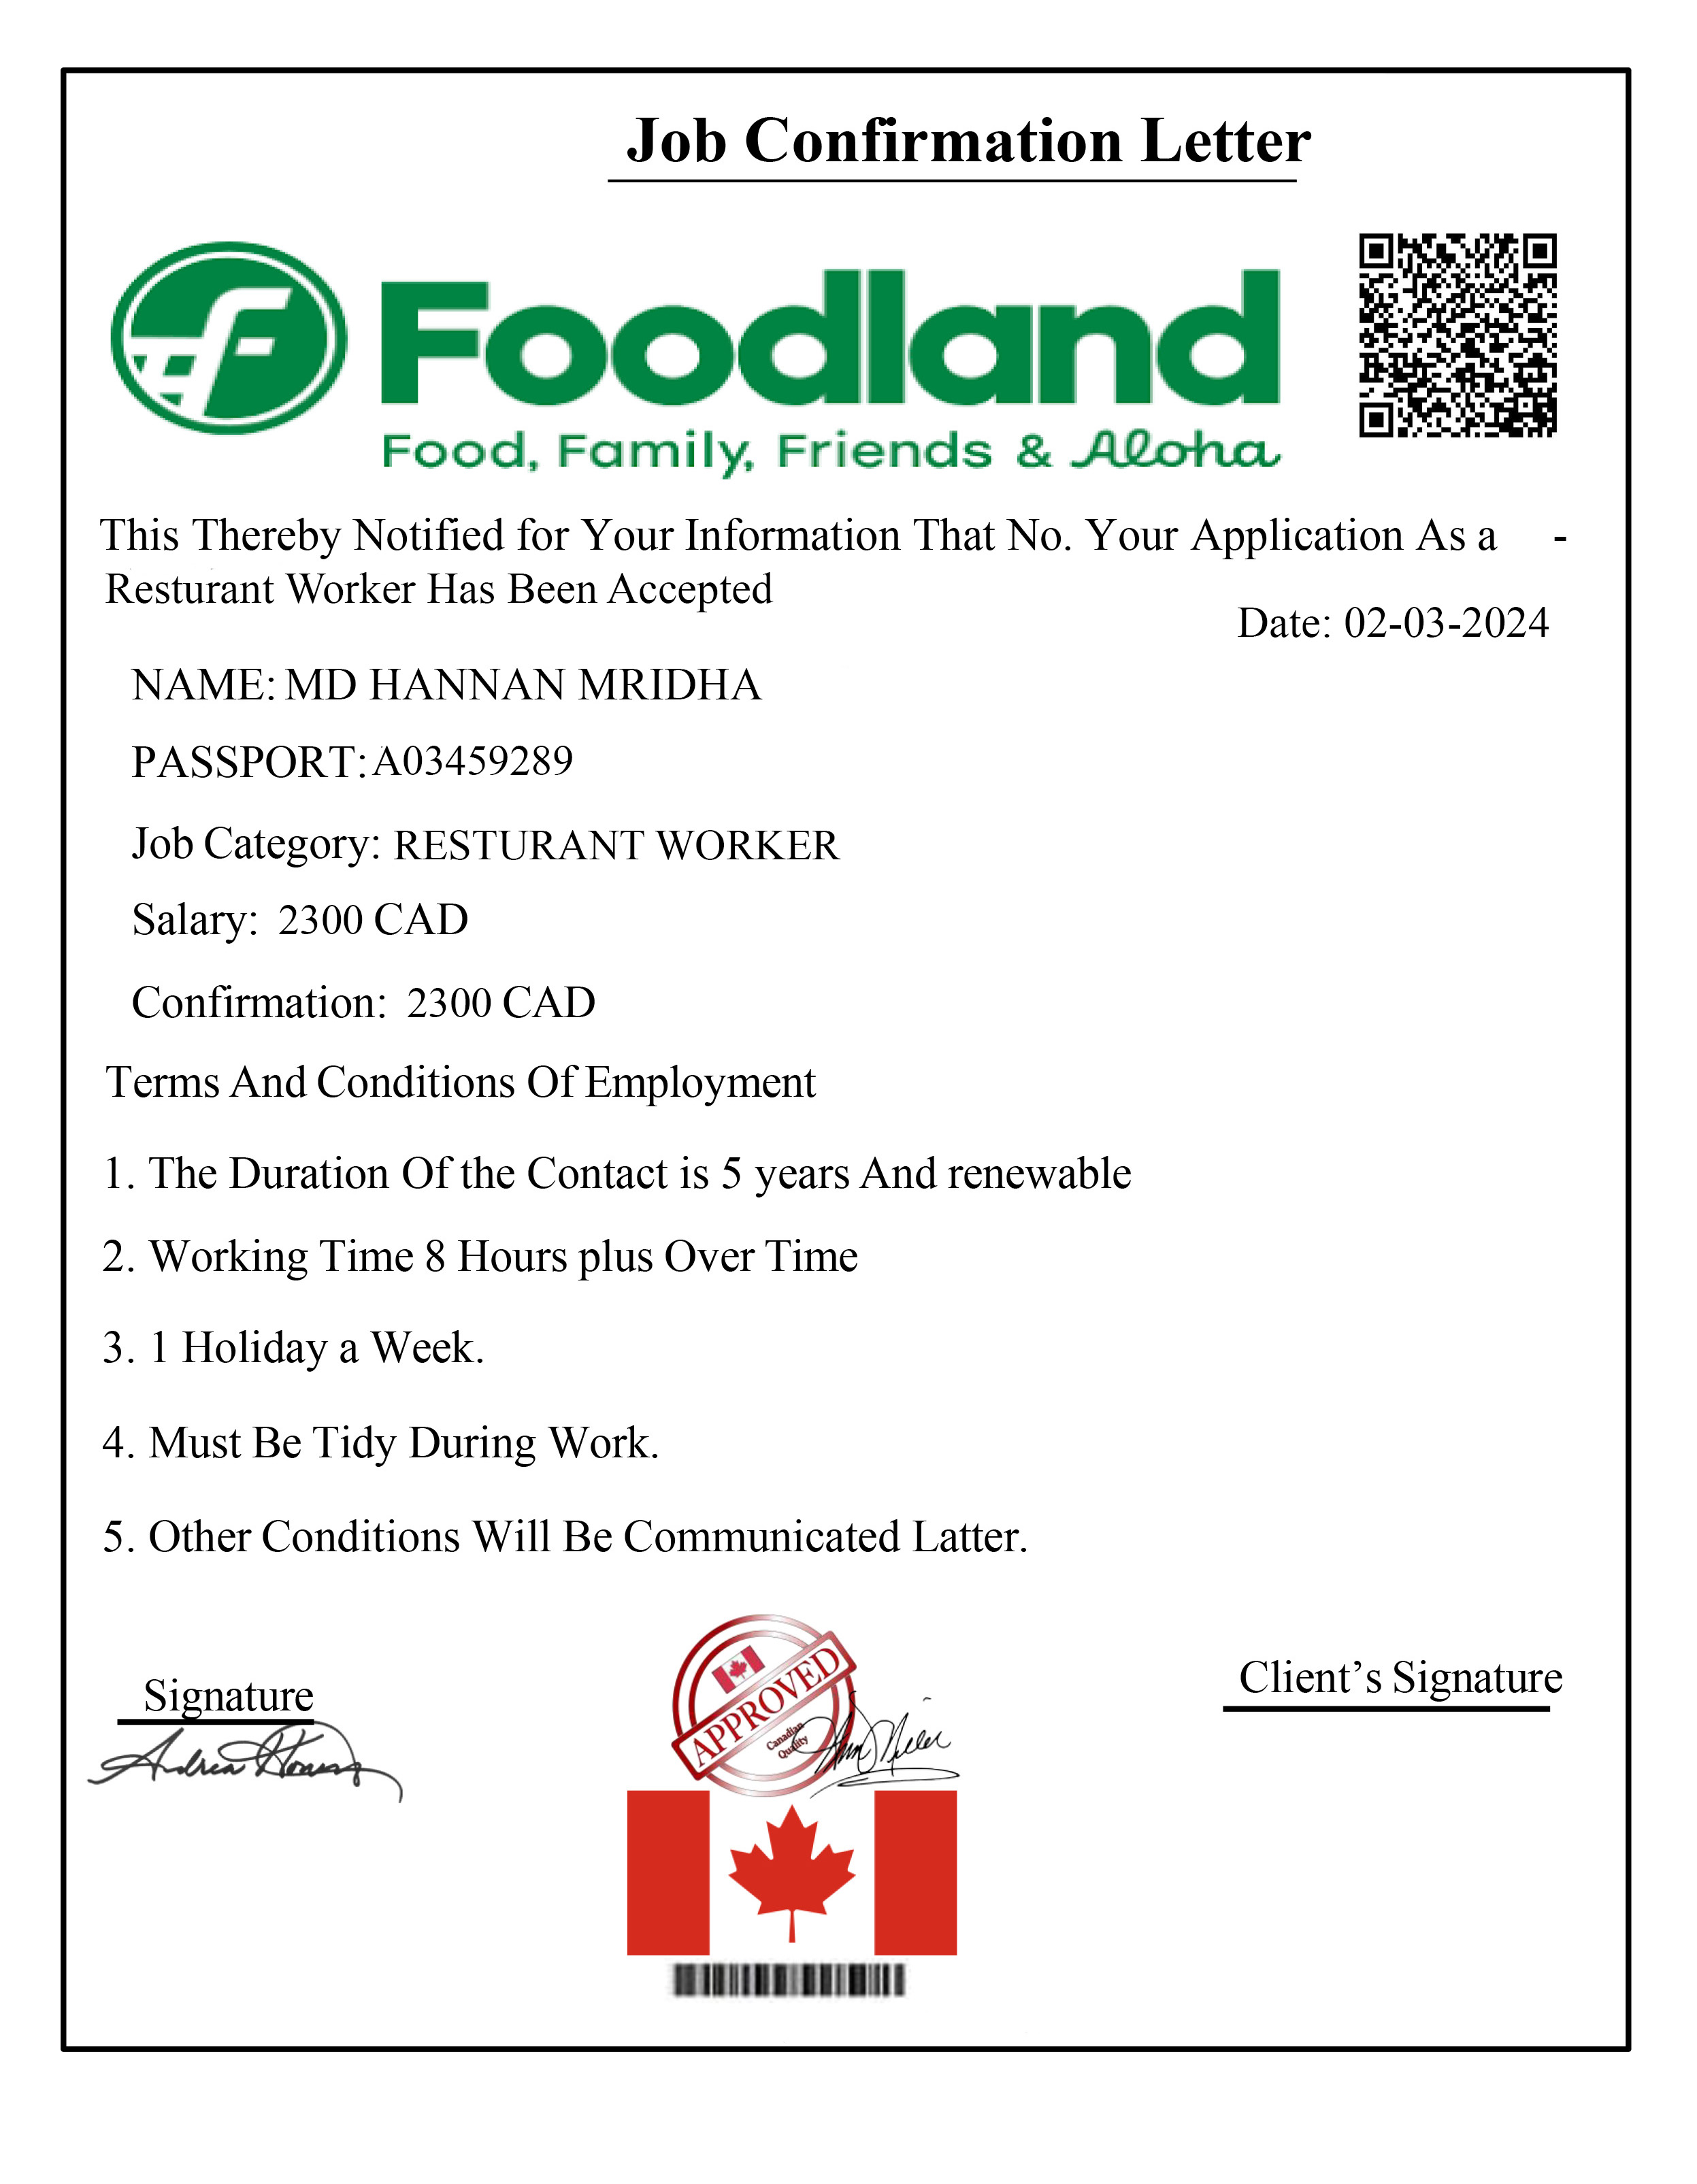 Job Confirmation Letter
Foodland
Food, Family, Friends & Aloha
This Thereby Notified for Your Information That No. Your Application As a -
Resturant Worker Has Been Accepted
Date: 02-03-2024
NAME: MD HANNAN MRIDHA
PASSPORT: A03459289
Job Category: RESTURANT WORKER
Salary: 2300 CAD
Confirmation: 2300 CAD
Terms And Conditions Of Employment
1. The Duration Of the Contact is 5 years And renewable
2. Working Time 8 Hours plus Over Time
3. 1 Holiday a Week.
4. Must Be Tidy During Work.
5. Other Conditions Will Be Communicated Latter.
Signature
APPROVED
Canadian
Quality
Client’s Signature